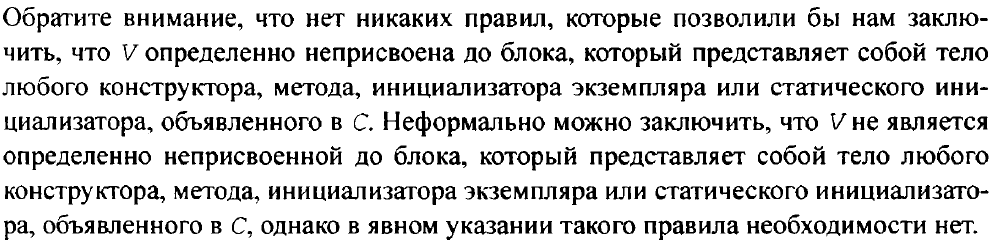 Обратите внимание, что нет никаких правил, которые позволили бы нам заклю-
чить, что V определенно неприсвоена до блока, который представляет собой тело
любого конструктора, метода, инициализатора экземпляра или статического ини-
циализатора, объявленного в C. Неформально можно заключить, что V не является
определенно неприсвоенной до блока, который представляет собой тело любого
конструктора, метода, инициализатора экземпляра или статического инициализато-
ра, объявленного в C, однако в явном указании такого правила необходимости нет.